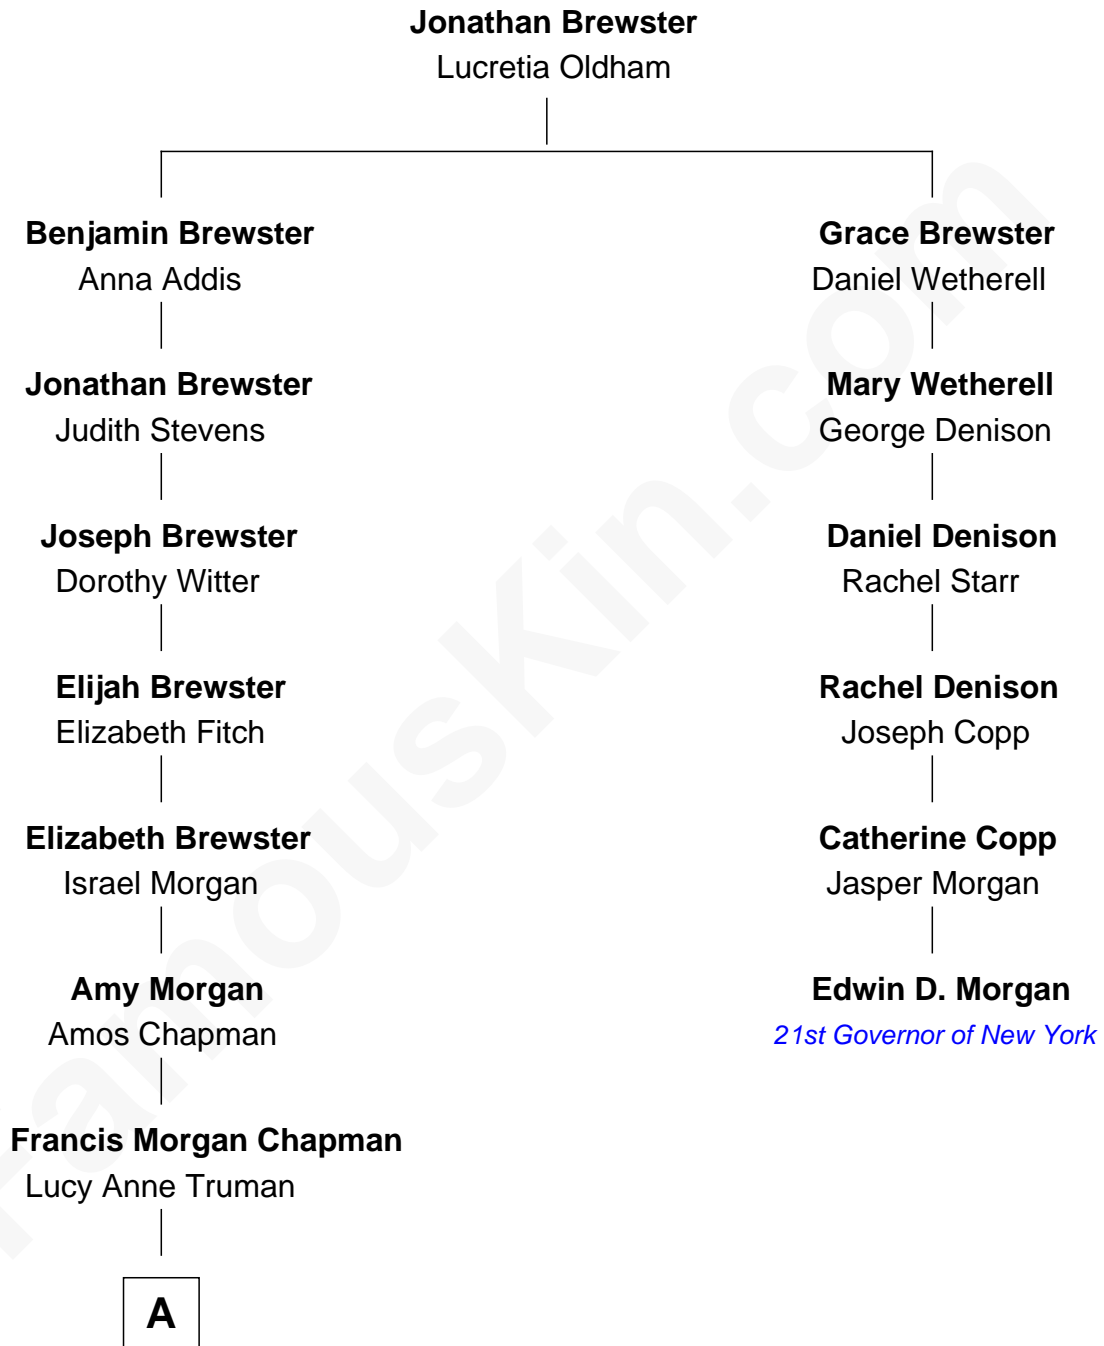 Jonathan Brewster
Lucretia Oldham
Benjamin Brewster
Anna Addis
Grace Brewster
Daniel Wetherell
Jonathan Brewster
Judith Stevens
Mary Wetherell
George Denison
Joseph Brewster
Dorothy Witter
Daniel Denison
Rachel Starr
Elijah Brewster
Elizabeth Fitch
Rachel Denison
Joseph Copp
Elizabeth Brewster
Israel Morgan
Catherine Copp
Jasper Morgan
Amy Morgan
Amos Chapman
Edwin D. Morgan
21st Governor of New York
Francis Morgan Chapman
Lucy Anne Truman
A
FamousKin.com